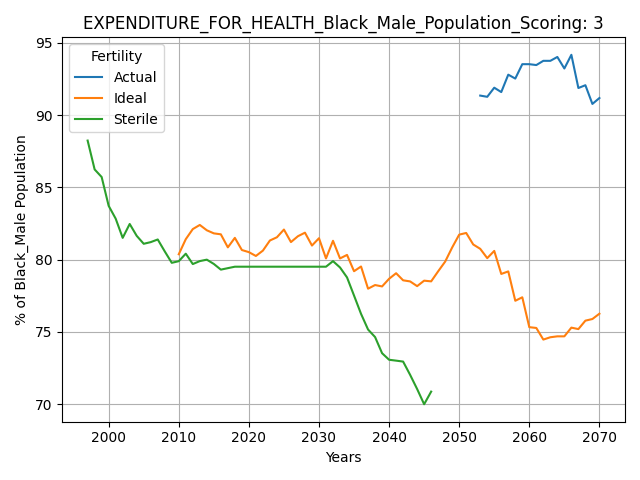 EXPENDITURE_FOR_HEALTH_Black_Male_Population_Scoring: 3
Fertility
Actual
Ideal
Sterile
% of Black_Male Population
95
90
85
80
75
70
2000 2010 2020 2030 2040 2050 2060 2070
Years